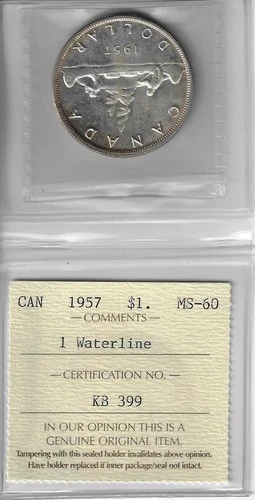 CANADA
1957
DOLLAR
CAN 1957 $1. MS-60
—COMMENTS—
1 Waterline
—CERTIFICATION NO.—
KB 399
IN OUR OPINION THIS IS A
GENUINE ORIGINAL ITEM.
Tampering with this sealed holder invalidates above opinion.
Have holder replaced if inner package/seal not intact.